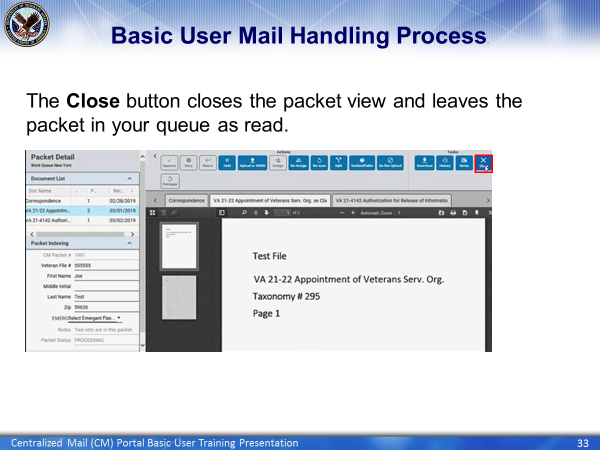 Basic User Mail Handling Process
The Close button closes the packet view and leaves the
packet in your queue as read.
Packet Detail
Work Queue New York
Document List
Doc Name P... Rec...
Correspondence 1 02/28/2019
VA 21-22 Appointm... 2 03/01/2019
VA 21-4142 Authori... 1 03/02/2019
Packet Indexing
CM Packet # 1991
Veteran File # 555555
First Name Joe
Middle Initial
Last Name Test
Zip 59636
EMERG Select Emergent Flas...
Notes Two vets are in this packet
Packet Status PROCESSING
Actions:
Tasks:
Approve Deny Return Hold Upload to VBMS Assign Re-Assign Re-scan Split Unidentifiable Do Not Upload Download History Notes Close
Retrigger
Correspondence VA 21-22 Appointment of Veterans Serv. Org. as Cla VA 21-4142 Authorization for Release of Informatio
1 of 3 Automatic Zoom
Test File
VA 21-22 Appointment of Veterans Serv. Org.
Taxonomy # 295
Page 1
Centralized Mail (CM) Portal Basic User Training Presentation 33